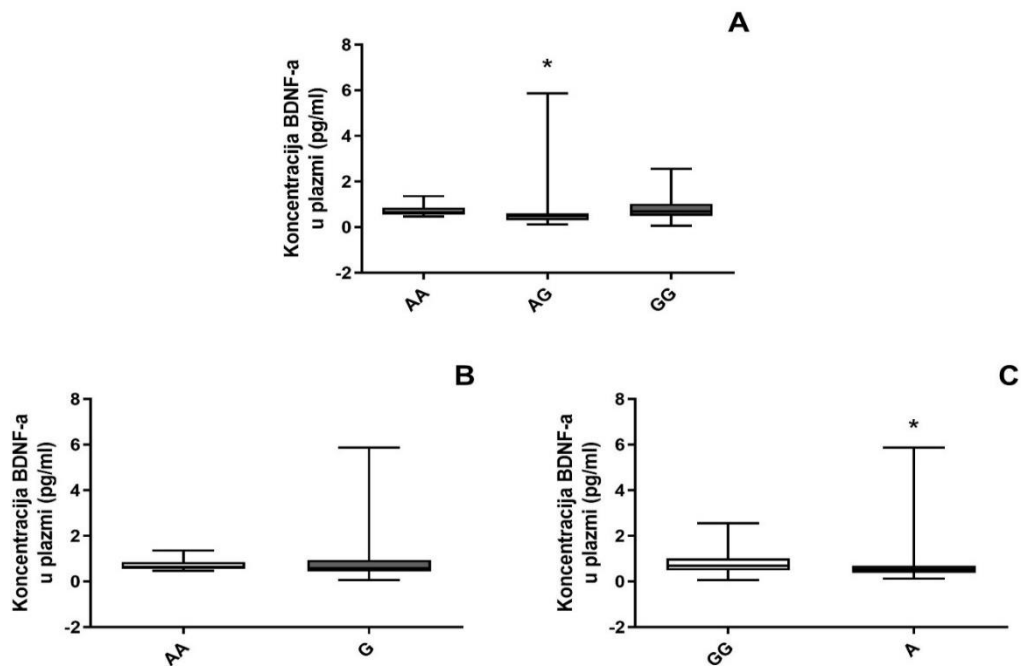 A
Koncentracija BDNF-a
u plazmi (pg/ml)
8
6
4
2
0
-2
*
AA
AG
GG
B
Koncentracija BDNF-a
u plazmi (pg/ml)
8
6
4
2
0
-2
AA
G
C
Koncentracija BDNF-a
u plazmi (pg/ml)
8
6
4
2
0
-2
*
GG
A